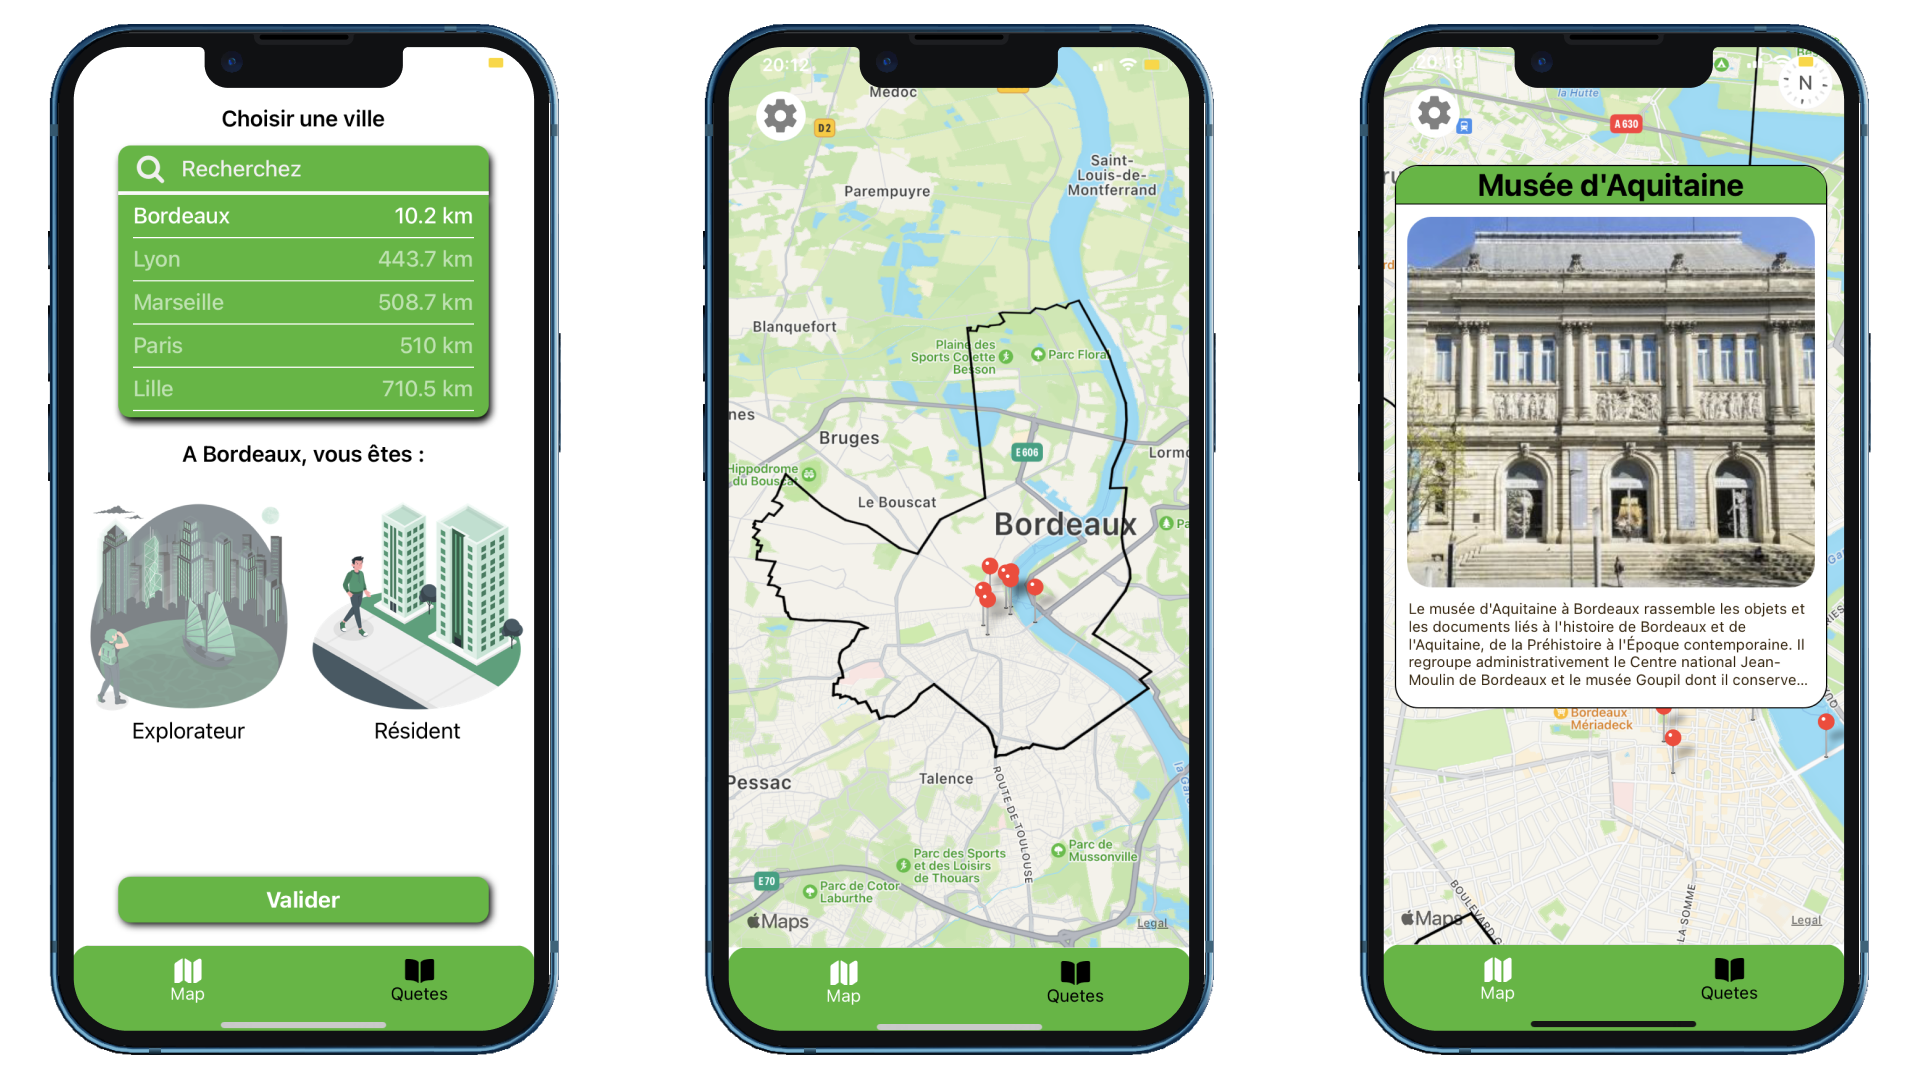 Choisir une ville
Recherchez
Bordeaux 10.2 km
Lyon 443.7 km
Marseille 508.7 km
Paris 510 km
Lille 710.5 km
A Bordeaux, vous êtes :
Explorateur
Résident
Valider
Map
Quetes
20:12
Médoc
D2
Saint-
Louis-de-
Montferrand
Parempuyre
Blanquefort
Plaine des
Sports Colette
Besson
Parc Floral
nes
Bruges
E606
Lormo
Hippodrome
du Bouscat
Le Bouscat
Bordeaux
Pa
Pessac
Talence
ROUTE DE TOULOUSE
la Ga
Parc des Sports
et des Loisirs
de Thouars
Parc de
Mussonville
E70
Parc de Cotor
Laburthe
Maps
Legal
Map
Quetes
20:13
la Hutte
N
A630
Musée d'Aquitaine
Le musée d'Aquitaine à Bordeaux rassemble les objets et
les documents liés à l'histoire de Bordeaux et de
l'Aquitaine, de la Préhistoire à l'Époque contemporaine. Il
regroupe administrativement le Centre national Jean-
Moulin de Bordeaux et le musée Goupil dont il conserve...
Bordeaux
Mériadeck
BOULEVARD G
LA SOMME
Maps
Legal
Map
Quetes